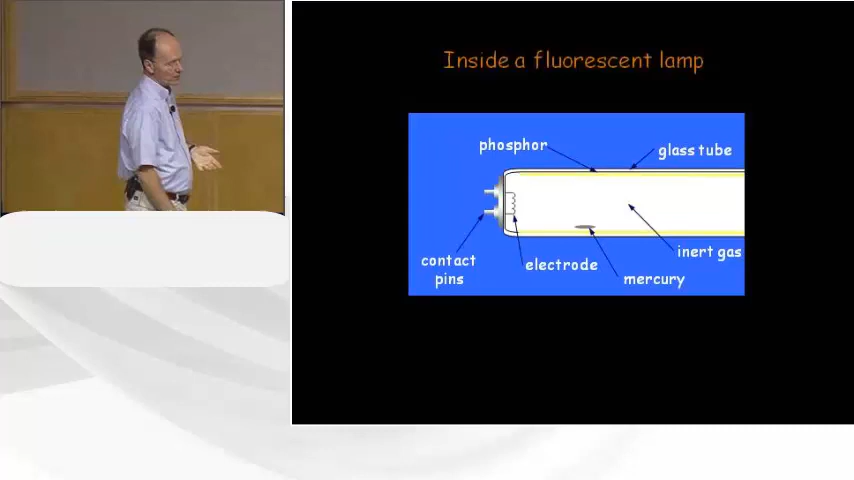 Inside a fluorescent lamp
phosphor
glass tube
inert gas
contact
pins
electrode
mercury